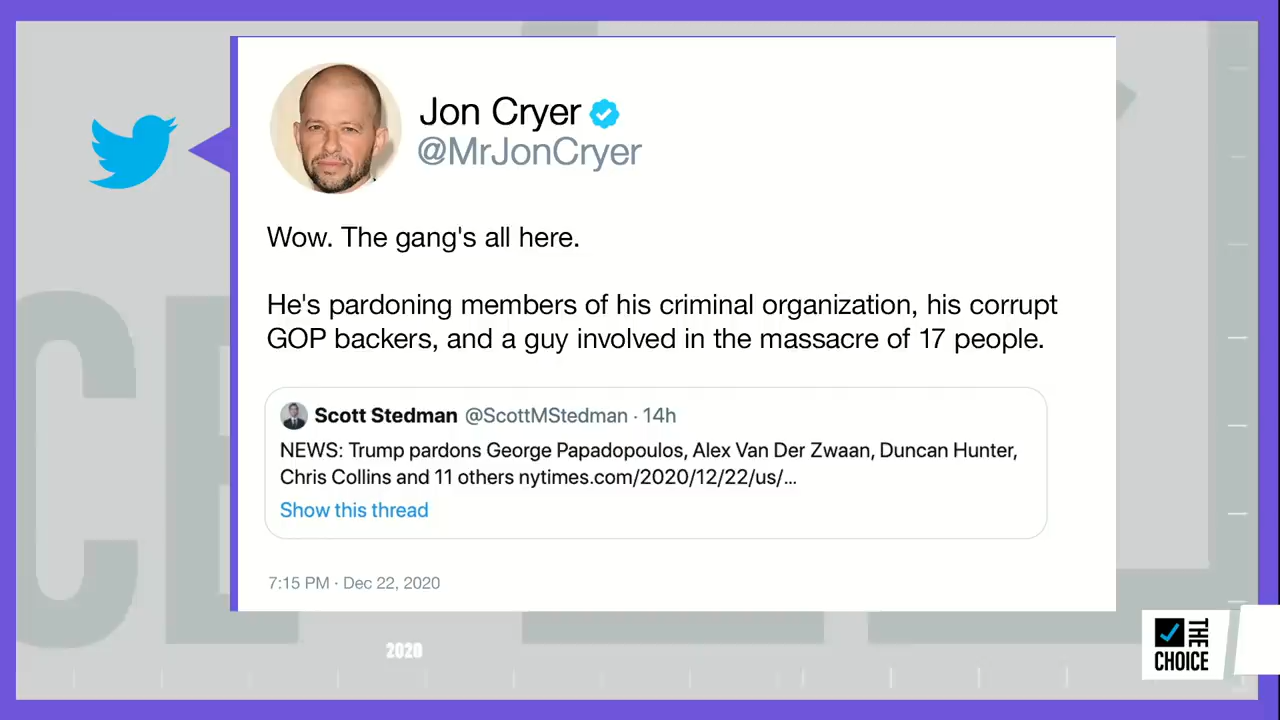 Jon Cryer
@MrJonCryer
Wow. The gang's all here.
He's pardoning members of his criminal organization, his corrupt
GOP backers, and a guy involved in the massacre of 17 people.
Scott Stedman @ScottMStedman · 14h
NEWS: Trump pardons George Papadopoulos, Alex Van Der Zwaan, Duncan Hunter,
Chris Collins and 11 others nytimes.com/2020/12/22/us/...
Show this thread
7:15 PM · Dec 22, 2020
2020
THE
CHOICE